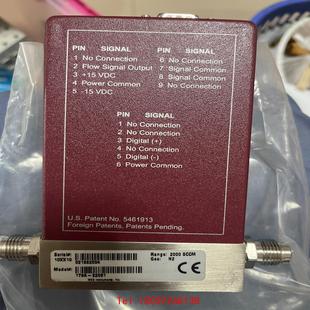 PIN SIGNAL
1 No Connection
2 Flow Signal Output
3 +15 VDC
4 Power Common
5 -15 VDC
PIN SIGNAL
6 No Connection
7 Signal Common
8 Signal Common
9 No Connection
PIN SIGNAL
1 No Connection
2 No Connection
3 Digital (+)
4 No Connection
5 Digital (-)
6 Power Common
U.S. Patent No. 5461913
Foreign Patents, Patents Pending.
Serial#:
Range: 2000 SCCM
Gas: N2
Model#: